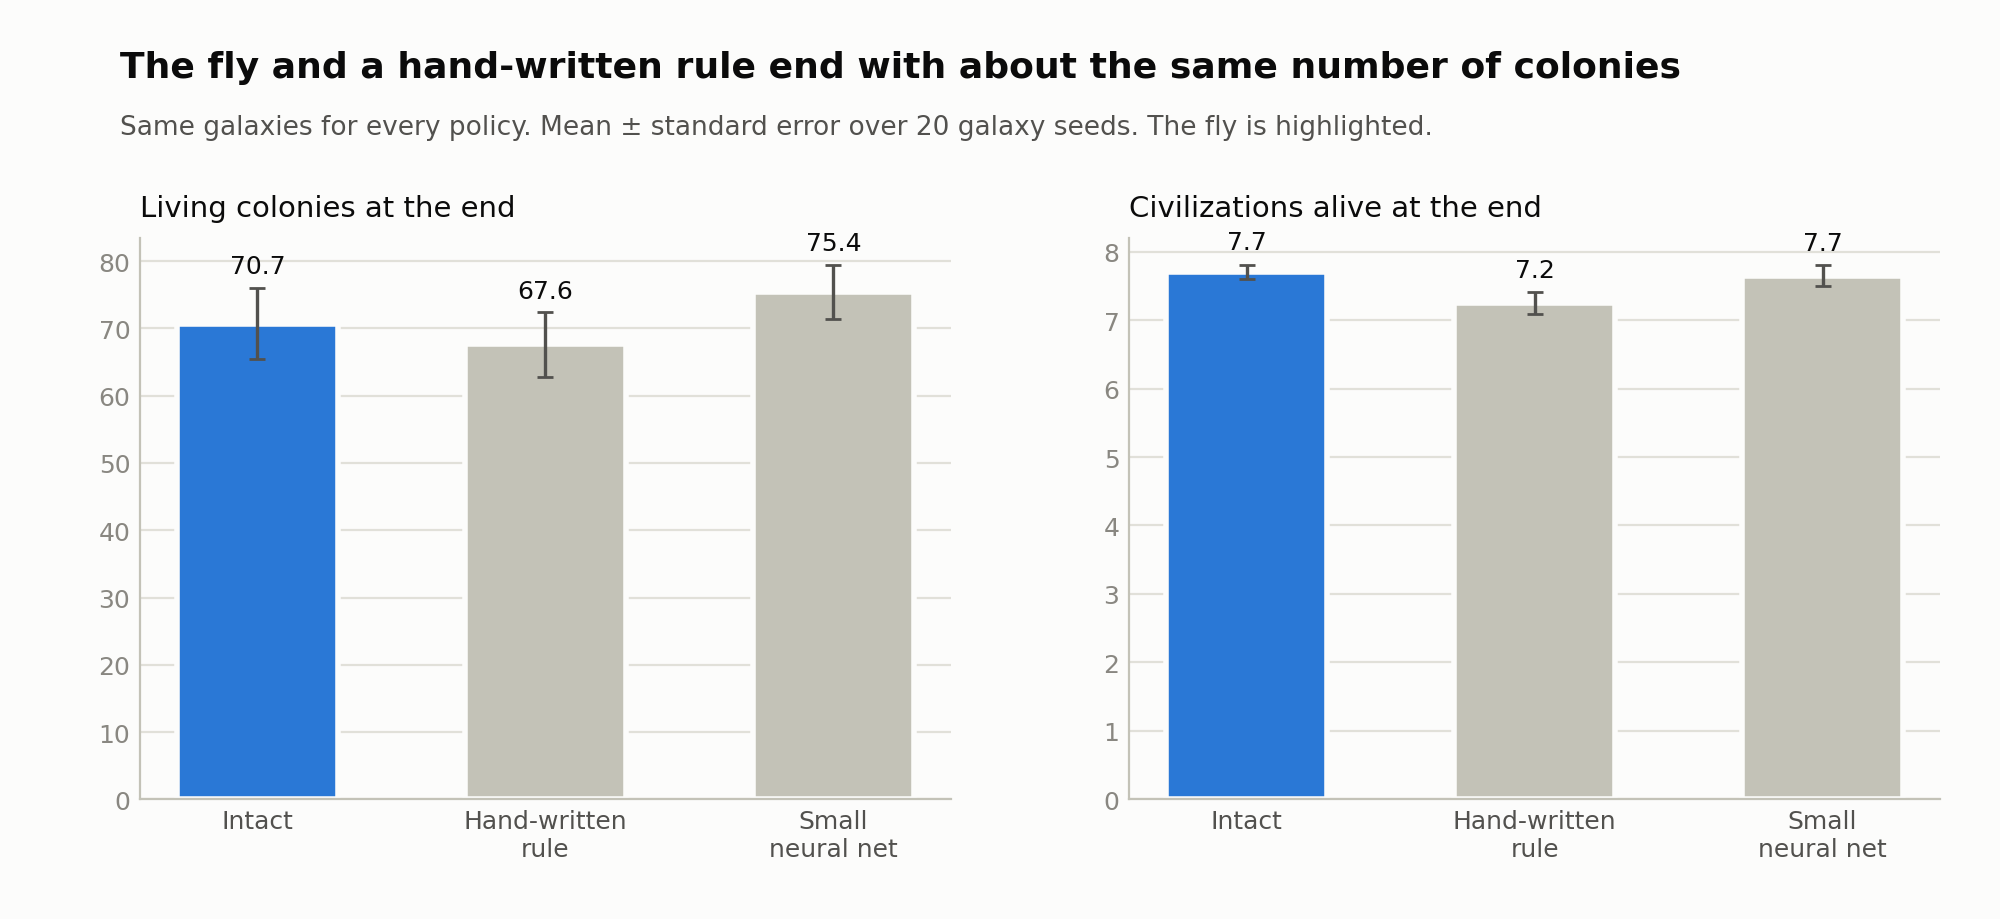 The fly and a hand-written rule end with about the same number of colonies
Same galaxies for every policy. Mean ± standard error over 20 galaxy seeds. The fly is highlighted.
Living colonies at the end
80
70
60
50
40
30
20
10
0
70.7
67.6
75.4
Intact
Hand-written
rule
Small
neural net
Civilizations alive at the end
8
7
6
5
4
3
2
1
0
7.7
7.2
7.7
Intact
Hand-written
rule
Small
neural net